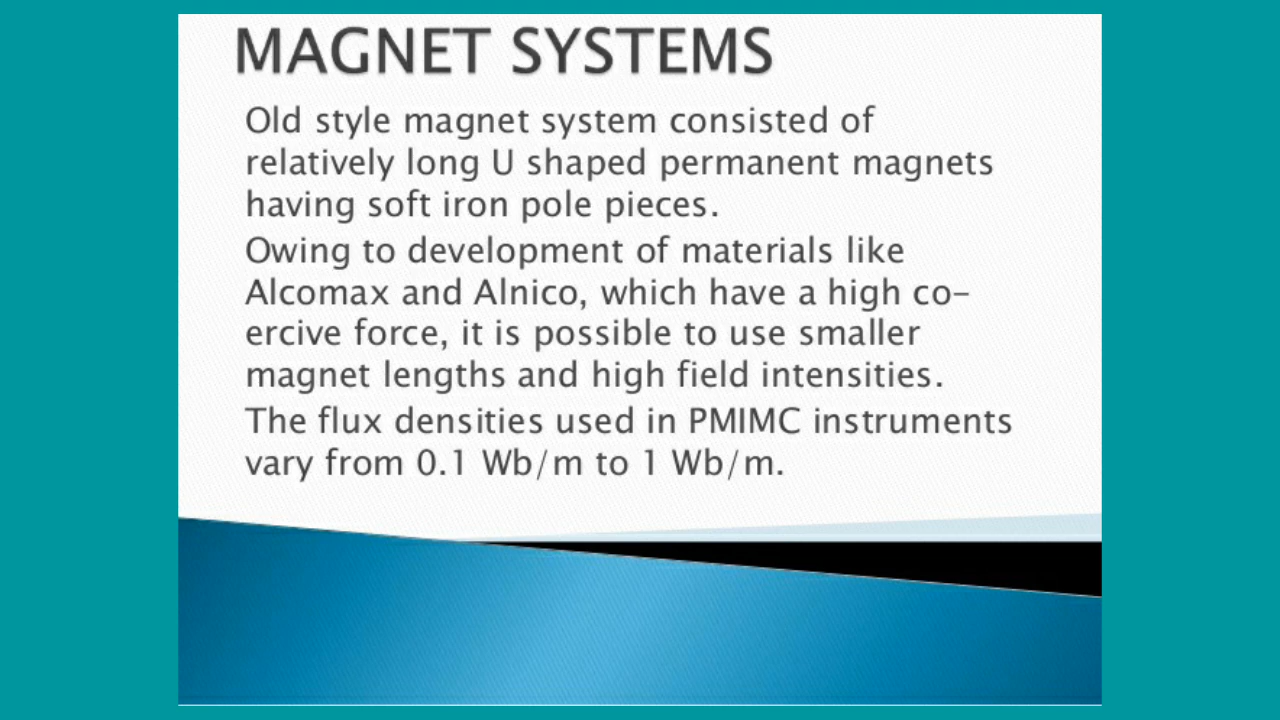 MAGNET SYSTEMS
Old style magnet system consisted of
relatively long U shaped permanent magnets
having soft iron pole pieces.
Owing to development of materials like
Alcomax and Alnico, which have a high co-
ercive force, it is possible to use smaller
magnet lengths and high field intensities.
The flux densities used in PMIMC instruments
vary from 0.1 Wb/m to 1 Wb/m.